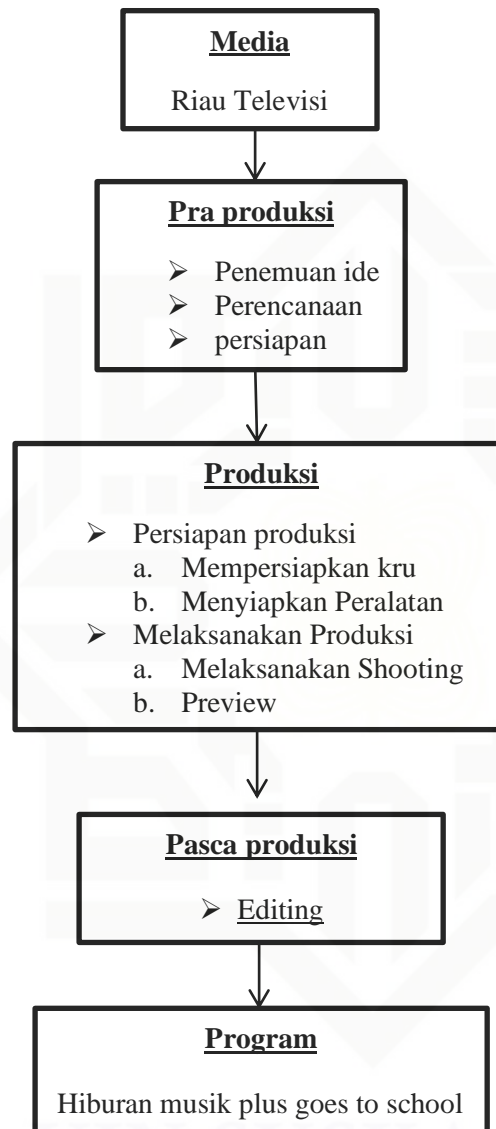 Media
Riau Televisi
Pra produksi
➢ Penemuan ide
➢ Perencanaan
➢ persiapan
Produksi
➢ Persiapan produksi
a. Mempersiapkan kru
b. Menyiapkan Peralatan
➢ Melaksanakan Produksi
a. Melaksanakan Shooting
b. Preview
Pasca produksi
➢ Editing
Program
Hiburan musik plus goes to school